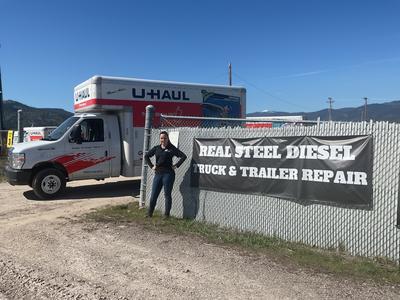 U-HAUL
REAL STEEL DIESEL
TRUCK & TRAILER REPAIR